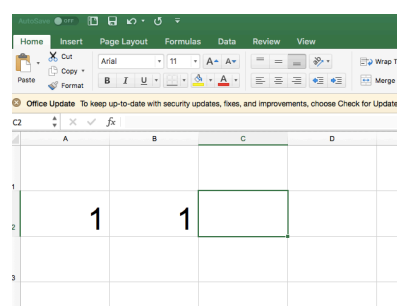 AutoSave OFF
Home Insert Page Layout Formulas Data Review View
Cut
Copy
Format
Paste
Arial 11 A A
B I U A
Wrap T
Merge
Office Update To keep up-to-date with security updates, fixes, and improvements, choose Check for Update
C2 fx
A B C D
1
2 1 1
3